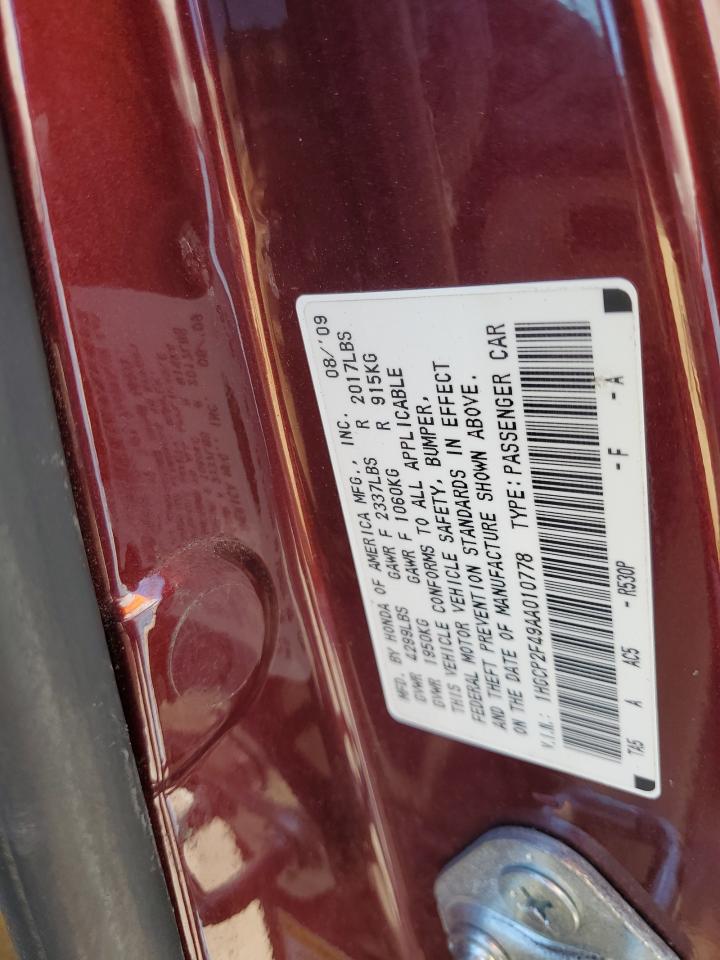 MFD. BY HONDA OF AMERICA MFG., INC. 08/'09
GVWR 4299LBS GAWR F 2337LBS R 2017LBS
GVWR 1950KG GAWR F 1060KG R 915KG
THIS VEHICLE CONFORMS TO ALL APPLICABLE
FEDERAL MOTOR VEHICLE SAFETY, BUMPER,
AND THEFT PREVENTION STANDARDS IN EFFECT
ON THE DATE OF MANUFACTURE SHOWN ABOVE.
V.I.N.: 1HGCP2F49AA010778 TYPE: PASSENGER CAR
TA5 A AC5 - R530P - F - A